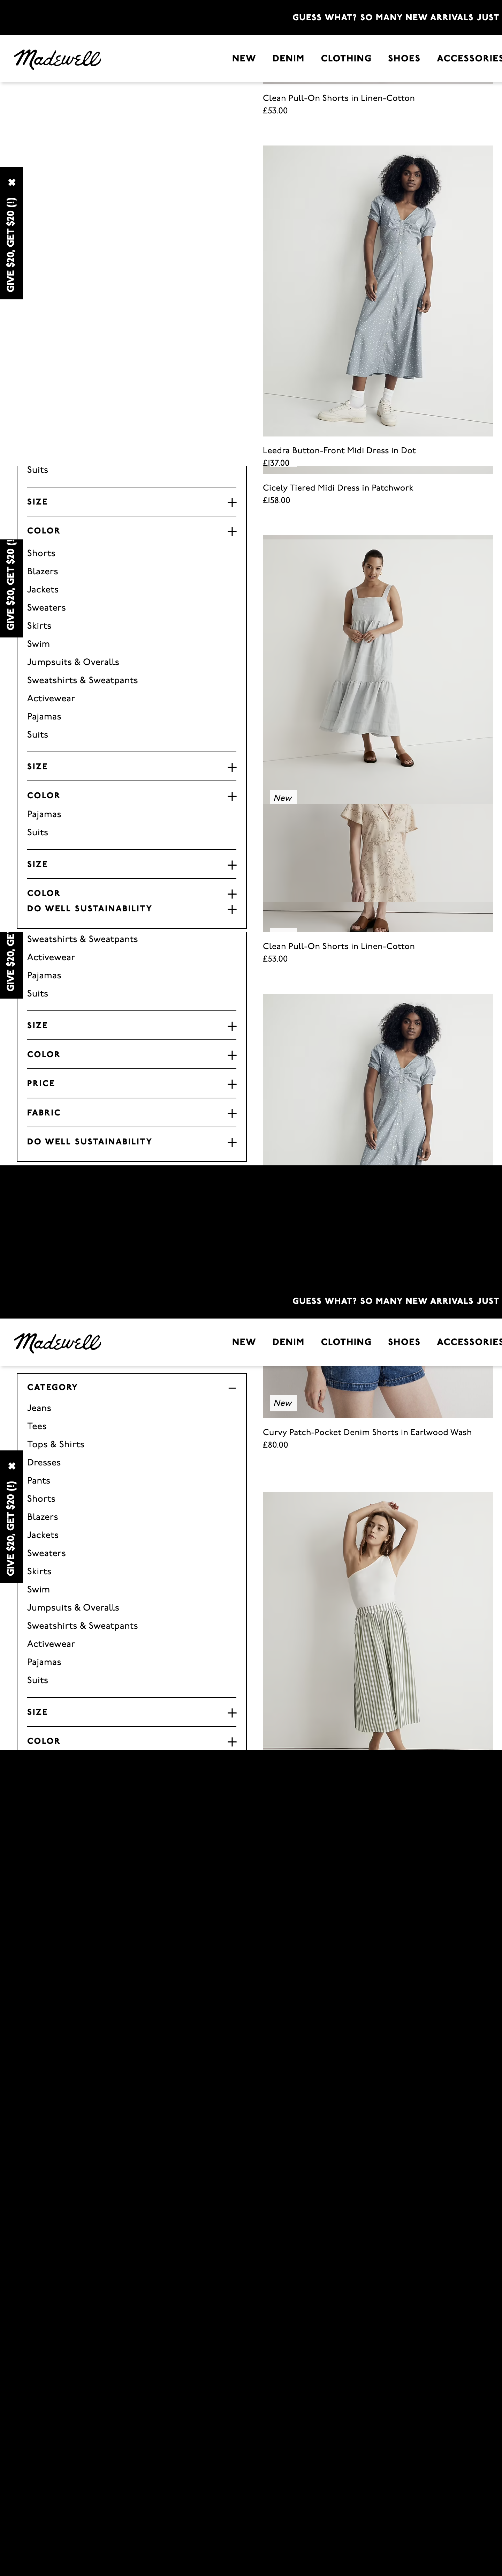 GUESS WHAT? SO MANY NEW ARRIVALS JUST
Madewell
NEW DENIM CLOTHING SHOES ACCESSORIES
Clean Pull-On Shorts in Linen-Cotton
£53.00
GIVE $20, GET $20 (!) ✖
Leedra Button-Front Midi Dress in Dot
£137.00
Suits
Cicely Tiered Midi Dress in Patchwork
£158.00
SIZE +
COLOR +
GIVE $20, GET $20 (!
Shorts
Blazers
Jackets
Sweaters
Skirts
Swim
Jumpsuits & Overalls
Sweatshirts & Sweatpants
Activewear
Pajamas
Suits
SIZE +
COLOR +
New
Pajamas
Suits
SIZE +
COLOR +
DO WELL SUSTAINABILITY +
GIVE $20, GET
Sweatshirts & Sweatpants
Activewear
Pajamas
Suits
Clean Pull-On Shorts in Linen-Cotton
£53.00
SIZE +
COLOR +
PRICE +
FABRIC +
DO WELL SUSTAINABILITY +
GUESS WHAT? SO MANY NEW ARRIVALS JUST
Madewell
NEW DENIM CLOTHING SHOES ACCESSORIES
CATEGORY −
Jeans
Tees
Tops & Shirts
Dresses
Pants
Shorts
Blazers
Jackets
Sweaters
Skirts
Swim
Jumpsuits & Overalls
Sweatshirts & Sweatpants
Activewear
Pajamas
Suits
SIZE +
COLOR +
GIVE $20, GET $20 (!) ✖
New
Curvy Patch-Pocket Denim Shorts in Earlwood Wash
£80.00